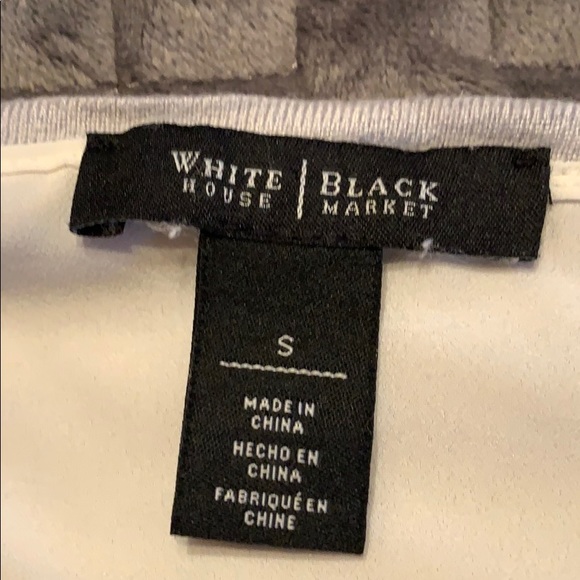 WHITE | BLACK
HOUSE | MARKET
S
MADE IN
CHINA
HECHO EN
CHINA
FABRIQUÉ EN
CHINE